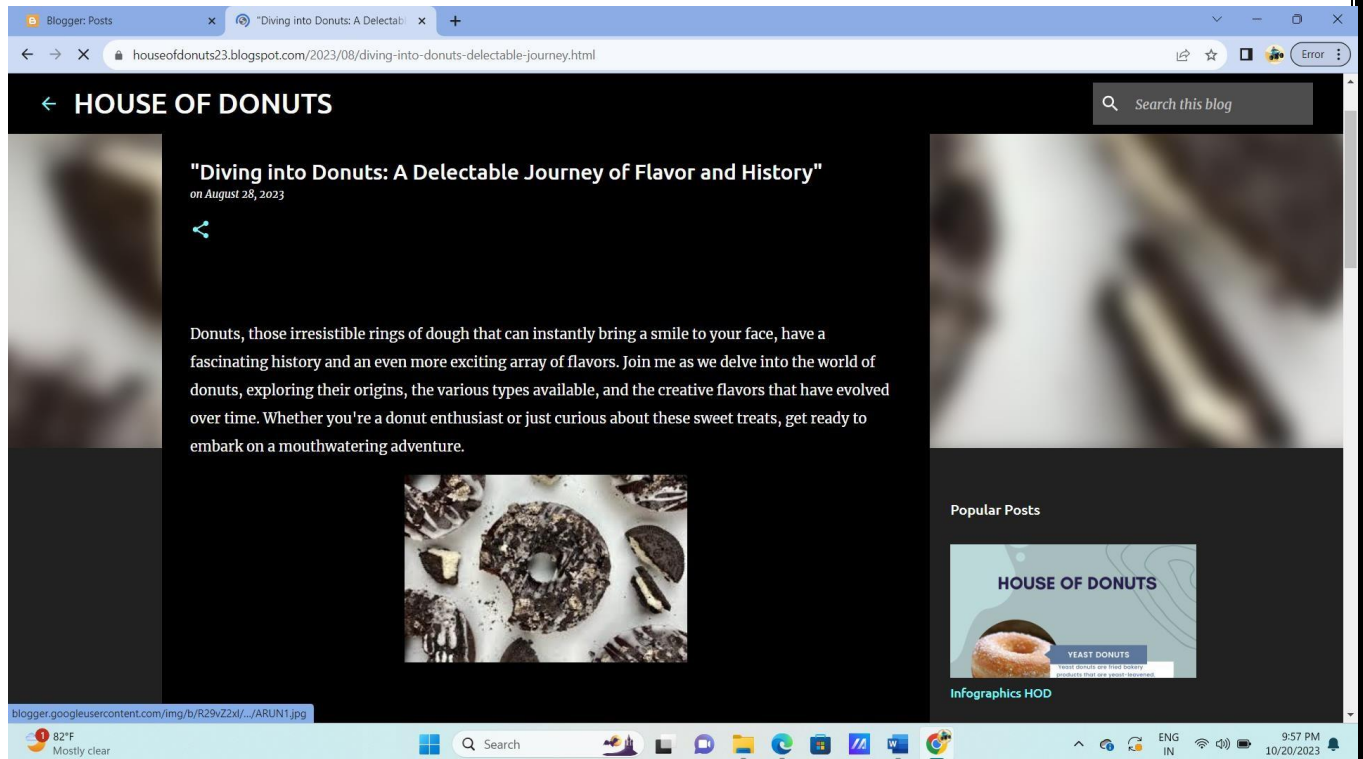 Blogger: Posts
"Diving into Donuts: A Delectabl
houseofdonuts23.blogspot.com/2023/08/diving-into-donuts-delectable-journey.html
Error
HOUSE OF DONUTS
Search this blog
"Diving into Donuts: A Delectable Journey of Flavor and History"
on August 28, 2023
Donuts, those irresistible rings of dough that can instantly bring a smile to your face, have a
fascinating history and an even more exciting array of flavors. Join me as we delve into the world of
donuts, exploring their origins, the various types available, and the creative flavors that have evolved
over time. Whether you're a donut enthusiast or just curious about these sweet treats, get ready to
embark on a mouthwatering adventure.
Popular Posts
HOUSE OF DONUTS
YEAST DONUTS
Yeast donuts are fried bakery
products that are yeast-leavened.
Infographics HOD
blogger.googleusercontent.com/img/b/R29vZ2xl/.../ARUN1.jpg
1
82°F
Mostly clear
Search
ENG
IN
9:57 PM
10/20/2023